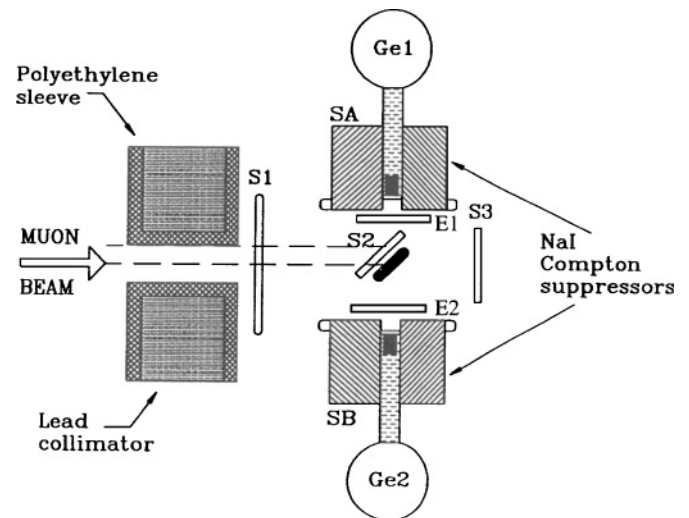 Ge1
Polyethylene
sleeve
SA
S1
S3
E1
S2
MUON
BEAM
NaI
Compton
suppressors
E2
Lead
collimator
SB
Ge2